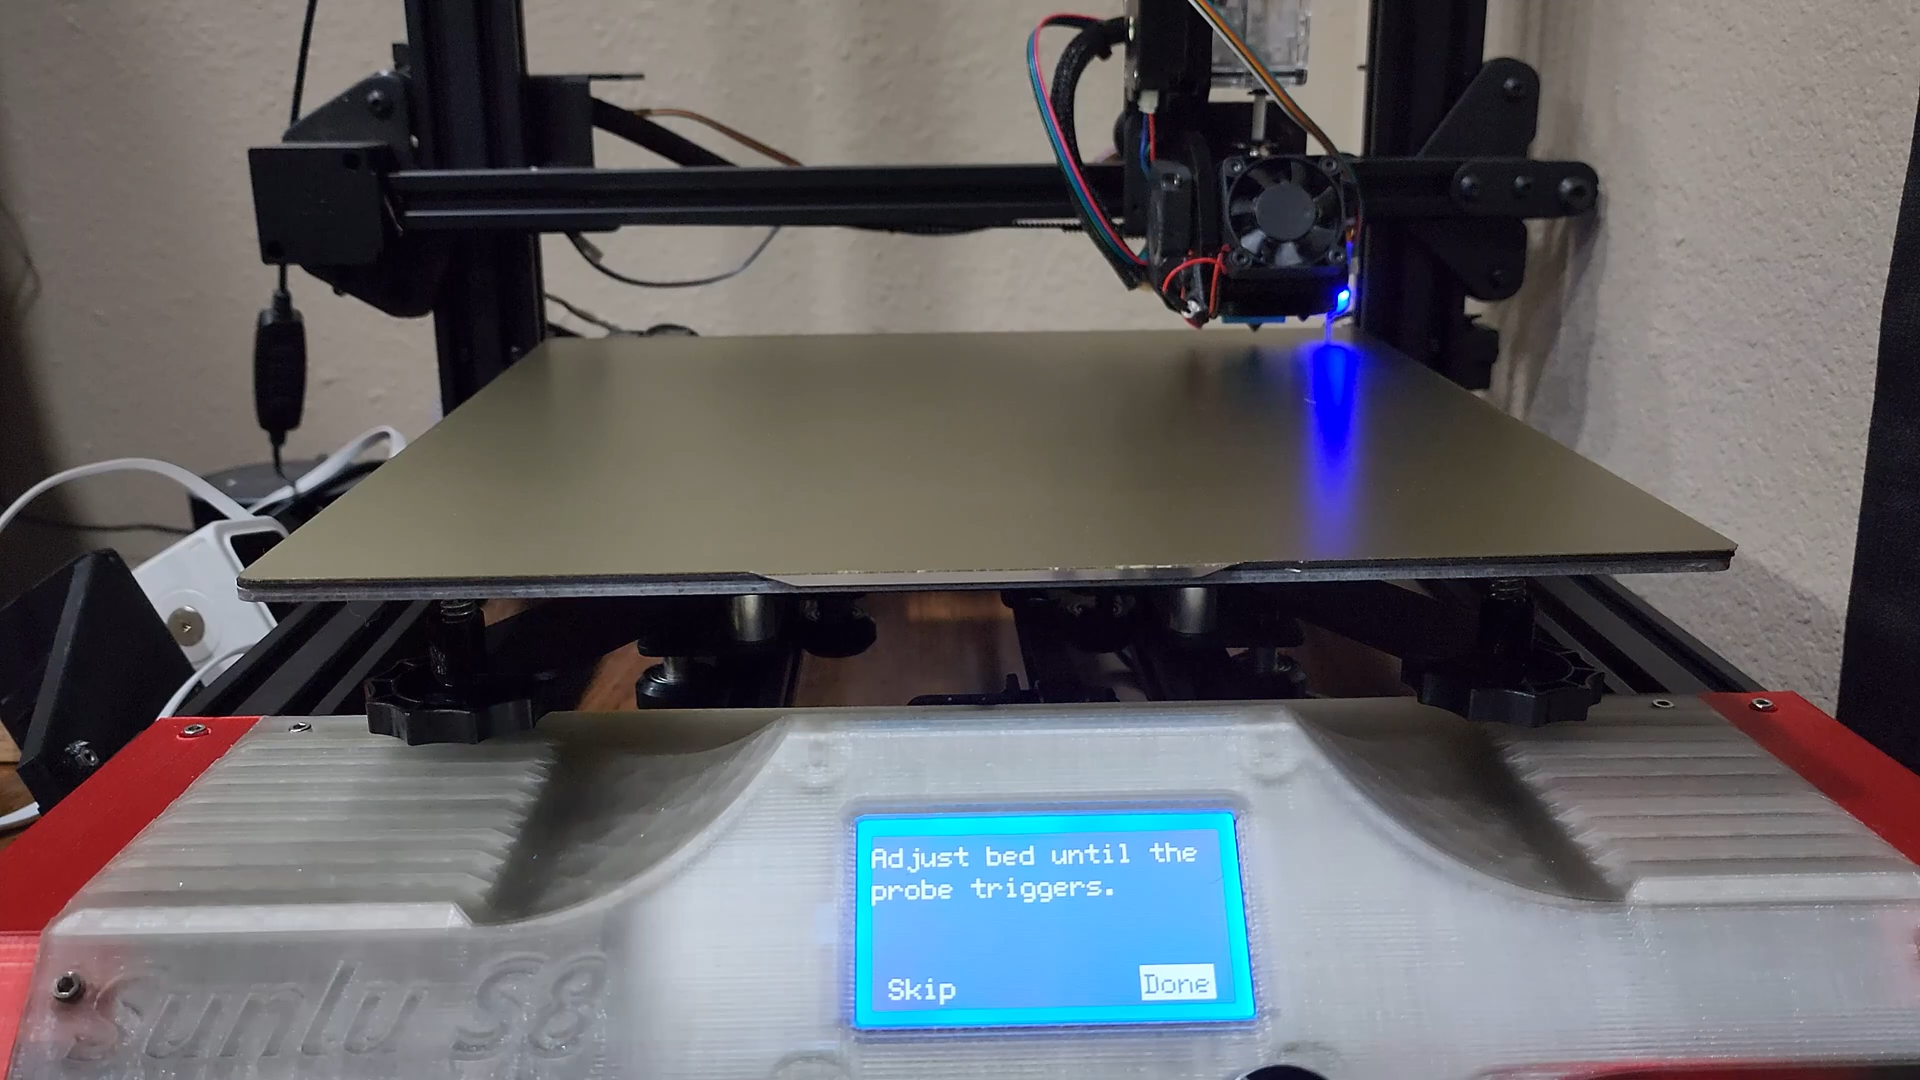 Adjust bed until the
probe triggers.
Skip Done
Sunlu S8